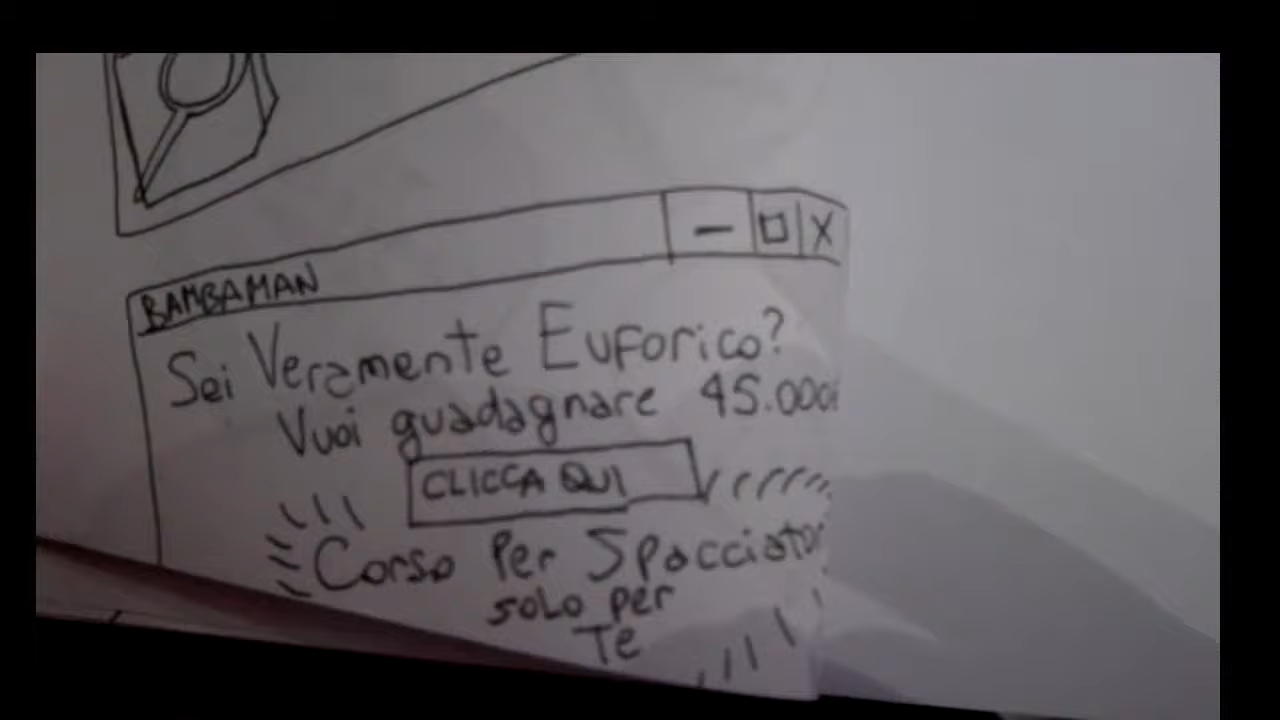 BAMBAMAN
Sei Veramente Euforico?
Vuoi guadagnare 45.000
CLICCA QUI
Corso Per Spacciator
solo per
Te